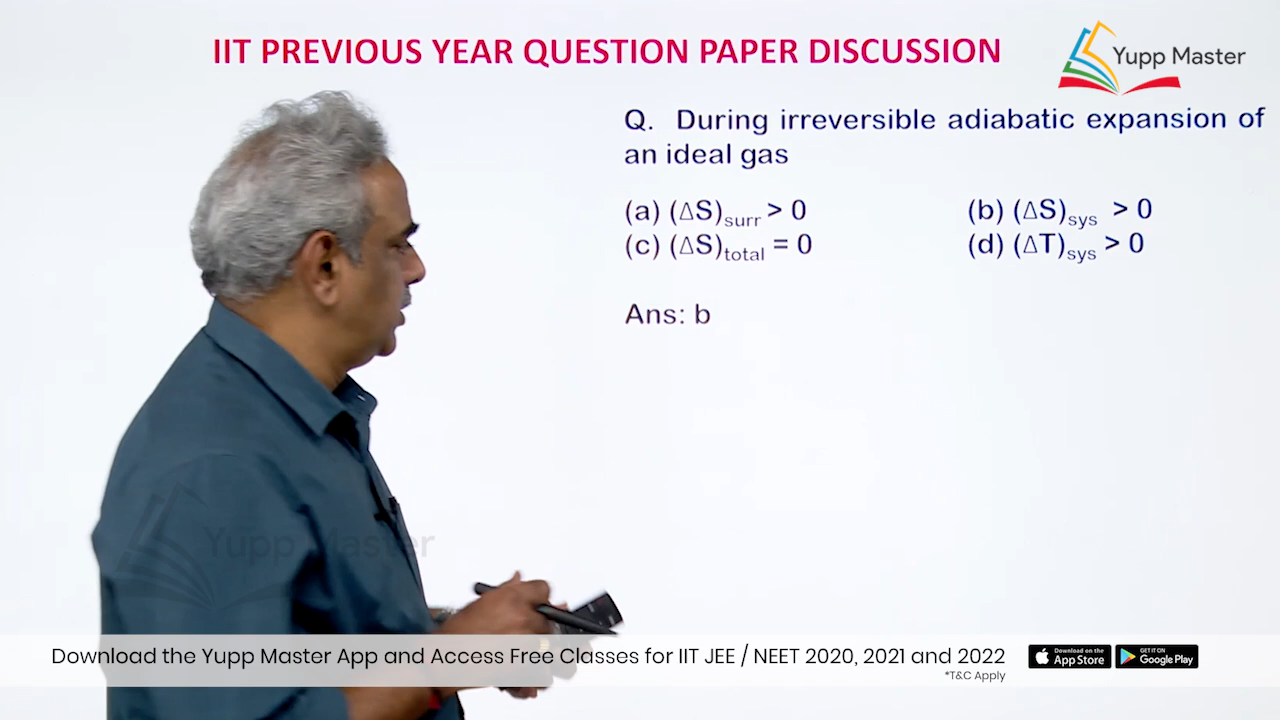 IIT PREVIOUS YEAR QUESTION PAPER DISCUSSION
Yupp Master
Q. During irreversible adiabatic expansion of
an ideal gas
(a) (ΔS)surr > 0 (b) (ΔS)sys > 0
(c) (ΔS)total = 0 (d) (ΔT)sys > 0
Ans: b
Yupp Master
Download the Yupp Master App and Access Free Classes for IIT JEE / NEET 2020, 2021 and 2022
Download on the App Store GET IT ON Google Play
*T&C Apply